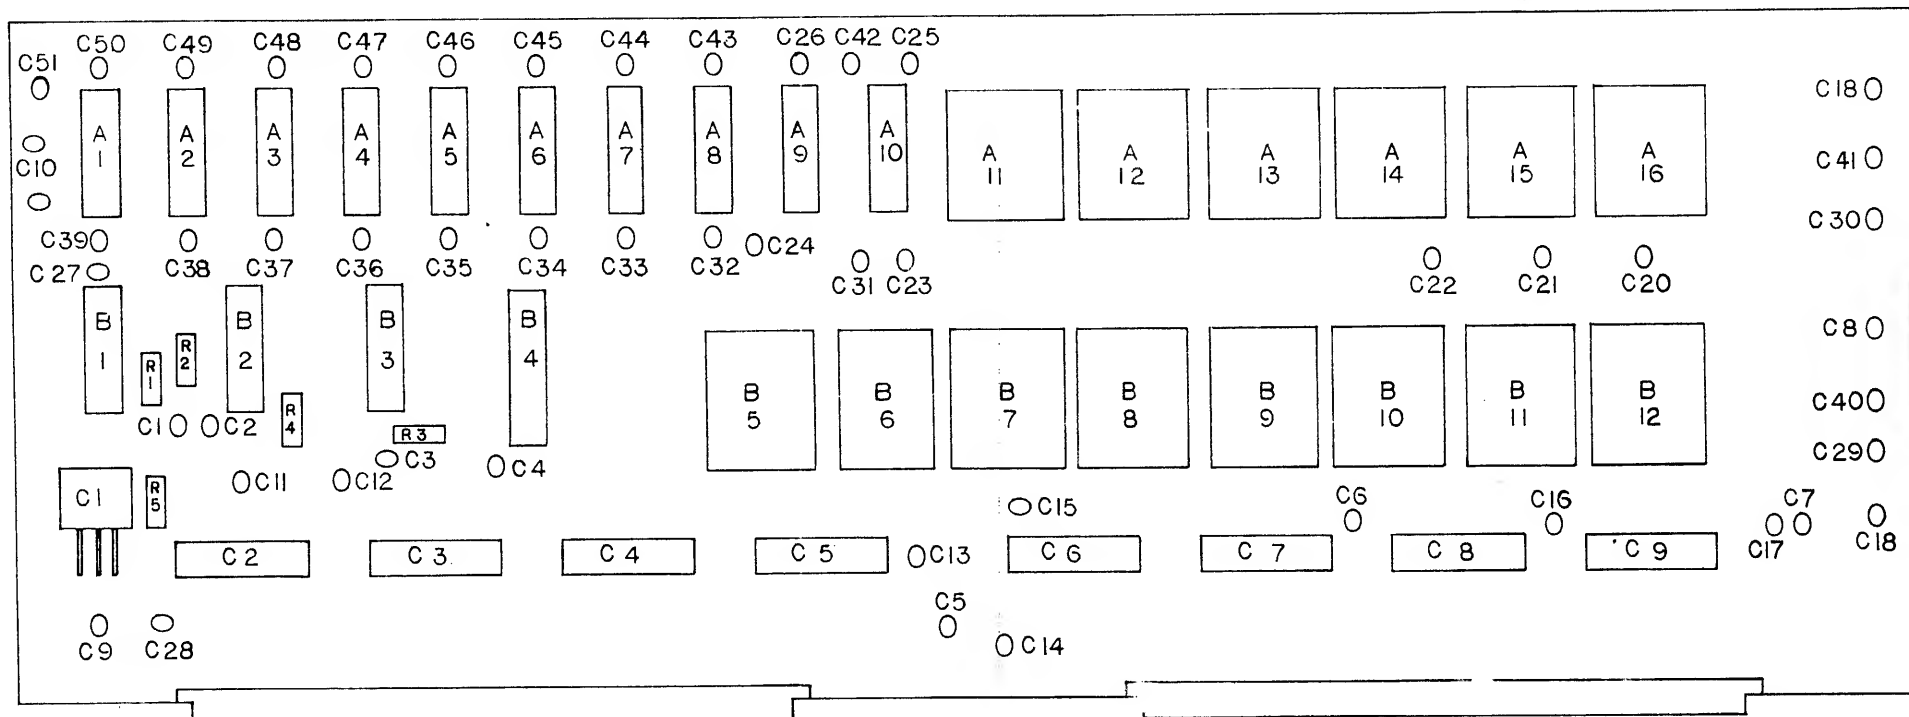 C50 C49 C48 C47 C46 C45 C44 C43 C26 C42 C25
C51
C18
A 1
A 2
A 3
A 4
A 5
A 6
A 7
A 8
A 9
A 10
A 11
A 12
A 13
A 14
A 15
A 16
C10
C41
C39
C30
C24
C27 C38 C37 C36 C35 C34 C33 C32
C31 C23 C22 C21 C20
B 1
B 2
B 3
B 4
C8
R 1
R 2
B 5
B 6
B 7
B 8
B 9
B 10
B 11
B 12
C40
C1 C2
R 4
R 3
C3
C4
C29
C11 C12
C1
R 5
C15
C6
C16
C7
C17
C18
C2
C3
C4
C5
C13
C6
C7
C8
C9
C5
C14
C9 C28